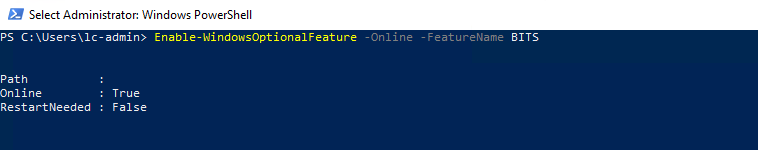 Select Administrator: Windows PowerShell
PS C:\Users\lc-admin> Enable-WindowsOptionalFeature -Online -FeatureName BITS
Path          :
Online        : True
RestartNeeded : False